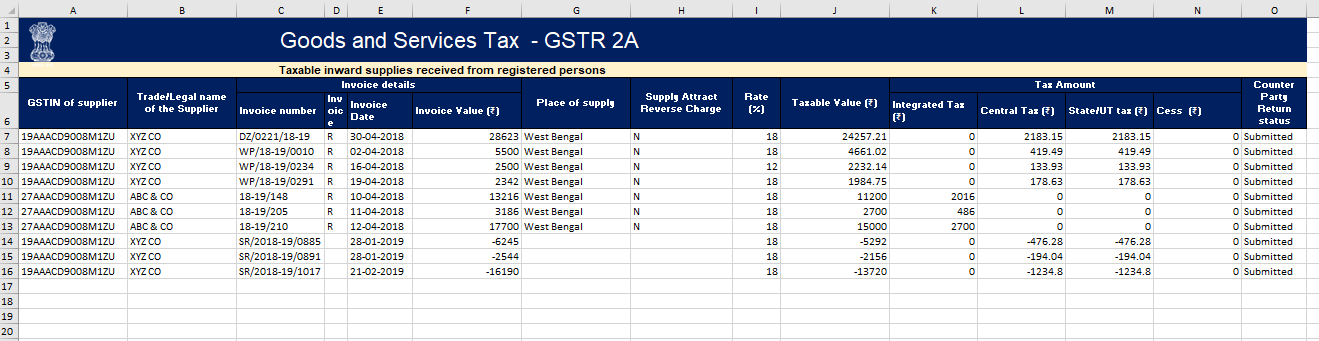 A B C D E F G H I J K L M N O
1
2 Goods and Services Tax - GSTR 2A
3
4 Taxable inward supplies received from registered persons
5 GSTIN of supplier Trade/Legal name of the Supplier Invoice details Place of supply Supply Attract Reverse Charge Rate (%) Taxable Value (₹) Tax Amount Counter Party Return status
6 Invoice number Invoice Invoice Date Invoice Value (₹) Integrated Tax (₹) Central Tax (₹) State/UT tax (₹) Cess (₹)
7 19AAACD9008M1ZU XYZ CO DZ/0221/18-19 R 30-04-2018 28623 West Bengal N 18 24257.21 0 2183.15 2183.15 0 Submitted
8 19AAACD9008M1ZU XYZ CO WP/18-19/0010 R 02-04-2018 5500 West Bengal N 18 4661.02 0 419.49 419.49 0 Submitted
9 19AAACD9008M1ZU XYZ CO WP/18-19/0234 R 16-04-2018 2500 West Bengal N 12 2232.14 0 133.93 133.93 0 Submitted
10 19AAACD9008M1ZU XYZ CO WP/18-19/0291 R 19-04-2018 2342 West Bengal N 18 1984.75 0 178.63 178.63 0 Submitted
11 27AAACD9008M1ZU ABC & CO 18-19/148 R 10-04-2018 13216 West Bengal N 18 11200 2016 0 0 0 Submitted
12 27AAACD9008M1ZU ABC & CO 18-19/205 R 11-04-2018 3186 West Bengal N 18 2700 486 0 0 0 Submitted
13 27AAACD9008M1ZU ABC & CO 18-19/210 R 12-04-2018 17700 West Bengal N 18 15000 2700 0 0 0 Submitted
14 19AAACD9008M1ZU XYZ CO SR/2018-19/0885 28-01-2019 -6245 18 -5292 0 -476.28 -476.28 0 Submitted
15 19AAACD9008M1ZU XYZ CO SR/2018-19/0891 28-01-2019 -2544 18 -2156 0 -194.04 -194.04 0 Submitted
16 19AAACD9008M1ZU XYZ CO SR/2018-19/1017 21-02-2019 -16190 18 -13720 0 -1234.8 -1234.8 0 Submitted
17
18
19
20